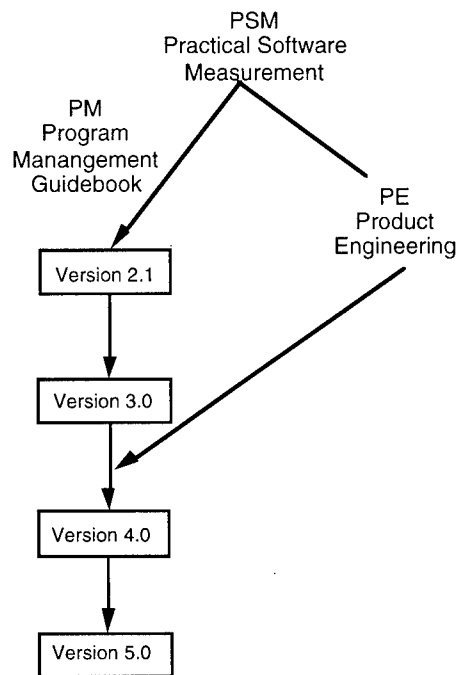 PSM
Practical Software
Measurement
PM
Program
Manangement
Guidebook
PE
Product
Engineering
Version 2.1
Version 3.0
Version 4.0
Version 5.0